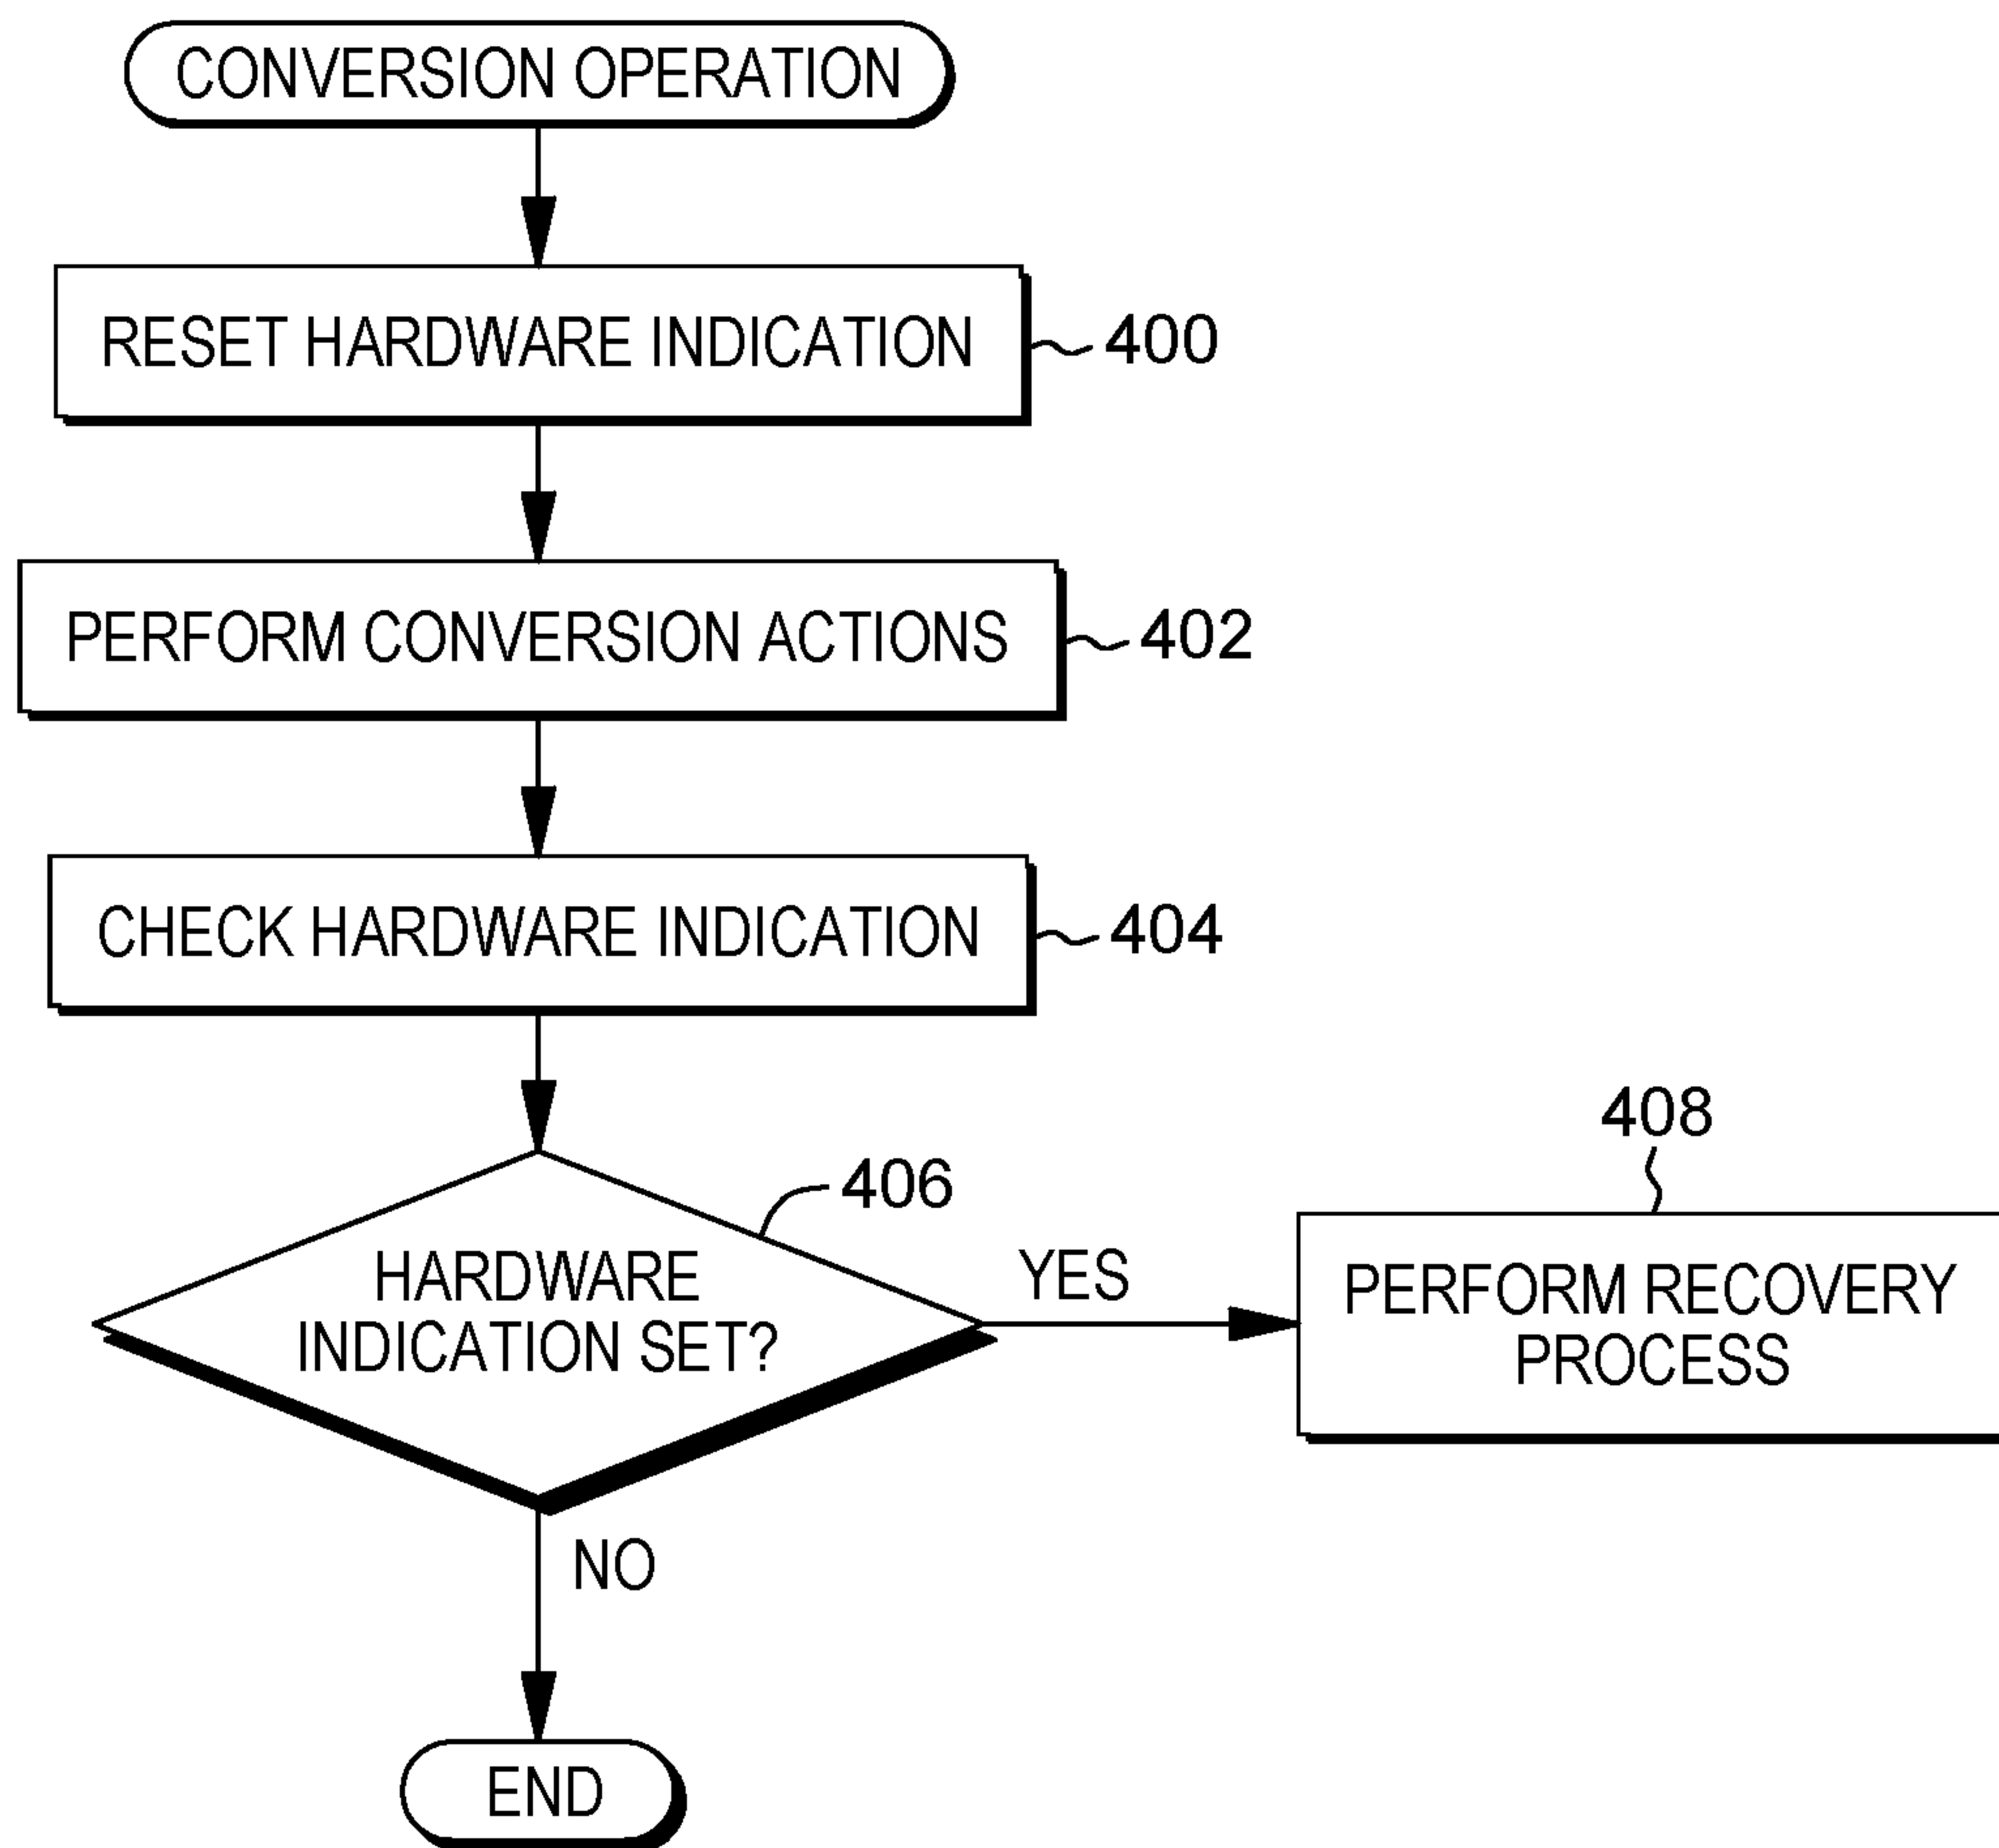 CONVERSION OPERATION
RESET HARDWARE INDICATION
400
PERFORM CONVERSION ACTIONS
402
CHECK HARDWARE INDICATION
404
406
HARDWARE
INDICATION SET?
YES
408
PERFORM RECOVERY
PROCESS
NO
END